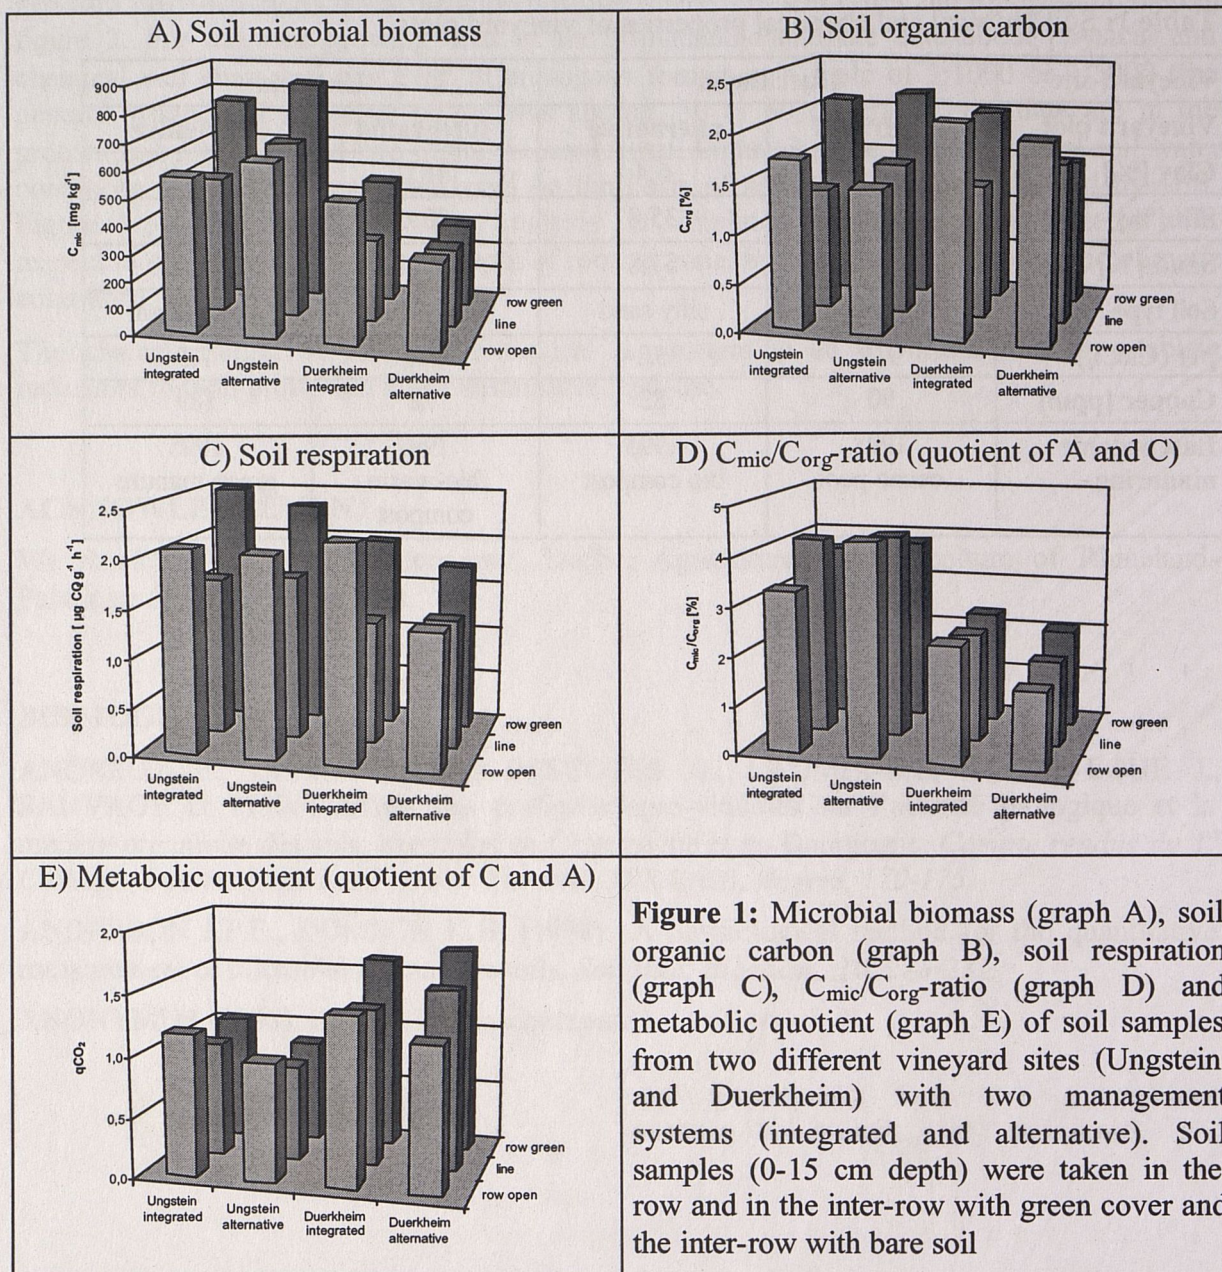 A) Soil microbial biomass
Cmic [mg kg-1]
900
800
700
600
500
400
300
200
100
0
Ungstein
integrated
Ungstein
alternative
Duerkheim
integrated
Duerkheim
alternative
row green
line
row open
B) Soil organic carbon
Corg [%]
2,5
2,0
1,5
1,0
0,5
0,0
Ungstein
integrated
Ungstein
alternative
Duerkheim
integrated
Duerkheim
alternative
row green
line
row open
C) Soil respiration
Soil respiration [ µg CO g-1 h-1]
2,5
2,0
1,5
1,0
0,5
0,0
Ungstein
integrated
Ungstein
alternative
Duerkheim
integrated
Duerkheim
alternative
row green
line
row open
D) Cmic/Corg-ratio (quotient of A and C)
Cmic/Corg [%]
5
4
3
2
1
0
Ungstein
integrated
Ungstein
alternative
Duerkheim
integrated
Duerkheim
alternative
row green
line
row open
E) Metabolic quotient (quotient of C and A)
qCO2
2,0
1,5
1,0
0,5
0,0
Ungstein
integrated
Ungstein
alternative
Duerkheim
integrated
Duerkheim
alternative
row green
line
row open
Figure 1: Microbial biomass (graph A), soil
organic carbon (graph B), soil respiration
(graph C), Cmic/Corg-ratio (graph D) and
metabolic quotient (graph E) of soil samples
from two different vineyard sites (Ungstein
and Duerkheim) with two management
systems (integrated and alternative). Soil
samples (0-15 cm depth) were taken in the
row and in the inter-row with green cover and
the inter-row with bare soil